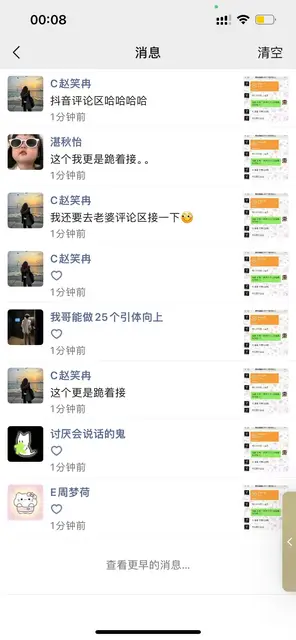 00:08
消息
清空
C赵笑冉
抖音评论区哈哈哈哈
1分钟前
湛秋怡
这个我更是跪着接。。
1分钟前
C赵笑冉
我还要去老婆评论区接一下
1分钟前
C赵笑冉
1分钟前
我哥能做25个引体向上
1分钟前
C赵笑冉
这个更是跪着接
1分钟前
讨厌会说话的鬼
1分钟前
E周梦荷
1分钟前
查看更早的消息...